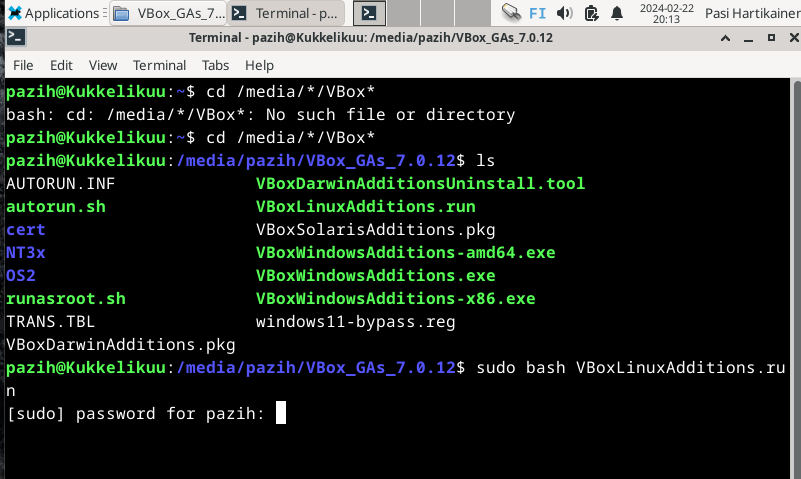 Applications
VBox_GAs_7....
Terminal - p...
FI
2024-02-22
20:13
Pasi Hartikainen
Terminal - pazih@Kukkelikuu: /media/pazih/VBox_GAs_7.0.12
File Edit View Terminal Tabs Help
pazih@Kukkelikuu:~$ cd /media/*/VBox*
bash: cd: /media/*/VBox*: No such file or directory
pazih@Kukkelikuu:~$ cd /media/*/VBox*
pazih@Kukkelikuu:/media/pazih/VBox_GAs_7.0.12$ ls
AUTORUN.INF VBoxDarwinAdditionsUninstall.tool
autorun.sh VBoxLinuxAdditions.run
cert VBoxSolarisAdditions.pkg
NT3x VBoxWindowsAdditions-amd64.exe
OS2 VBoxWindowsAdditions.exe
runasroot.sh VBoxWindowsAdditions-x86.exe
TRANS.TBL windows11-bypass.reg
VBoxDarwinAdditions.pkg
pazih@Kukkelikuu:/media/pazih/VBox_GAs_7.0.12$ sudo bash VBoxLinuxAdditions.ru
n
[sudo] password for pazih: